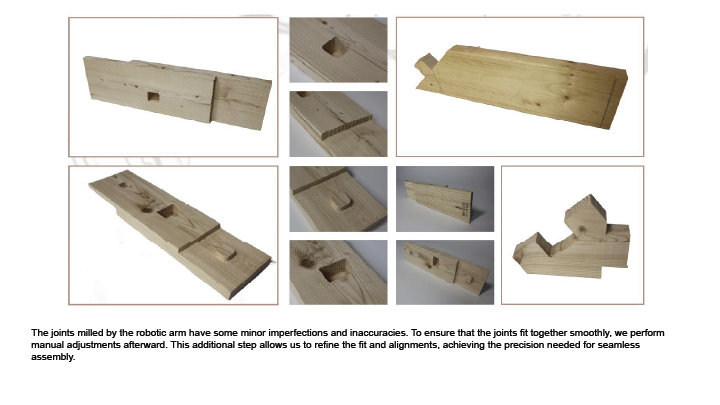 The joints milled by the robotic arm have some minor imperfections and inaccuracies. To ensure that the joints fit together smoothly, we perform
manual adjustments afterward. This additional step allows us to refine the fit and alignments, achieving the precision needed for seamless
assembly.